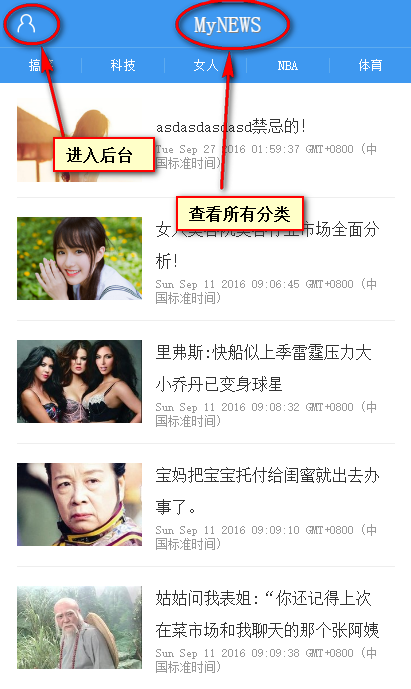 MyNEWS
科技
女人
NBA
体育
进入后台
asdasdasdasd禁忌的!
Tue Sep 27 2016 01:59:37 GMT+0800 (中
国标准时间)
查看所有分类
女人
市场全面分
析!
Sun Sep 11 2016 09:06:45 GMT+0800 (中
国标准时间)
里弗斯:快船似上季雷霆压力大
小乔丹已变身球星
Sun Sep 11 2016 09:08:32 GMT+0800 (中
国标准时间)
宝妈把宝宝托付给闺蜜就出去办
事了。
Sun Sep 11 2016 09:09:10 GMT+0800 (中
国标准时间)
姑姑问我表姐:“你还记得上次
在菜市场和我聊天的那个张阿姨
Sun Sep 11 2016 09:09:38 GMT+0800 (中
国标准时间)